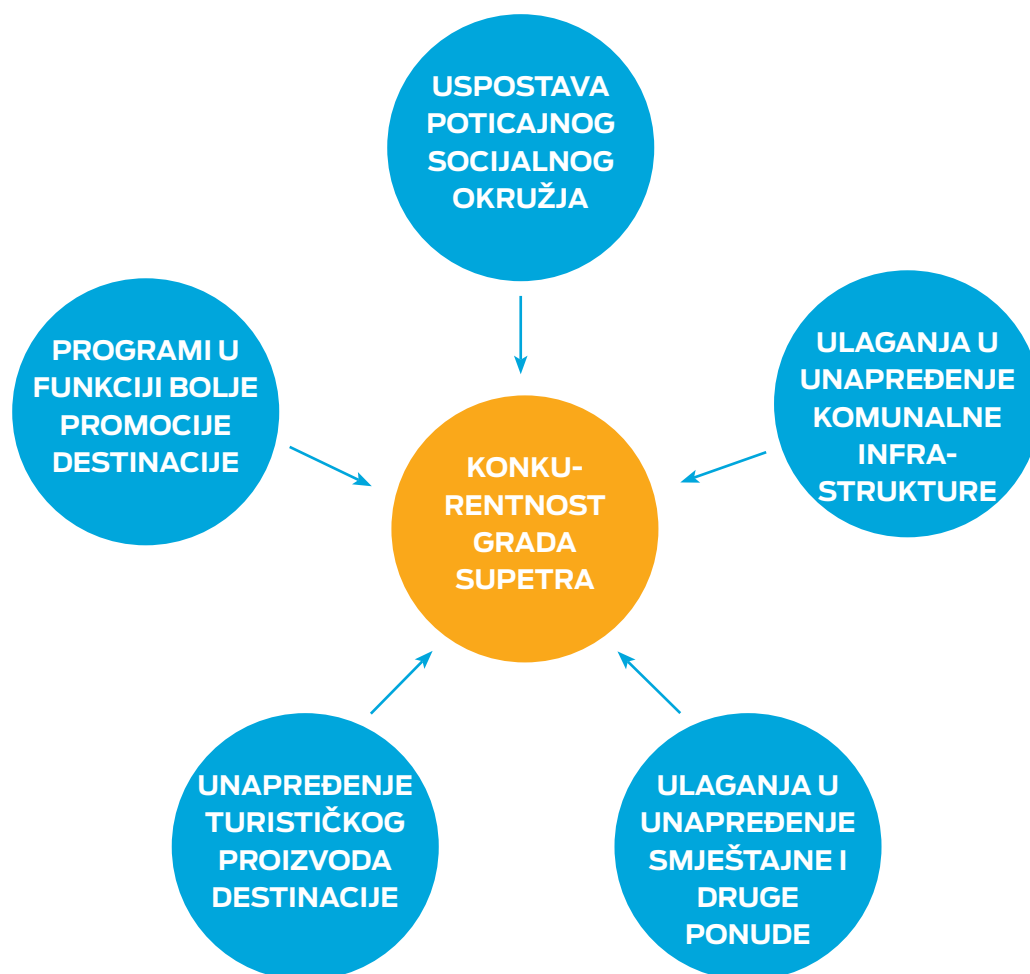 USPOSTAVA
POTICAJNOG
SOCIJALNOG
OKRUŽJA
PROGRAMI U
FUNKCIJI BOLJE
PROMOCIJE
DESTINACIJE
ULAGANJA U
UNAPREĐENJE
KOMUNALNE
INFRA-
STRUKTURE
KONKU-
RENTNOST
GRADA
SUPETRA
UNAPREĐENJE
TURISTIČKOG
PROIZVODA
DESTINACIJE
ULAGANJA U
UNAPREĐENJE
SMJEŠTAJNE I
DRUGE
PONUDE